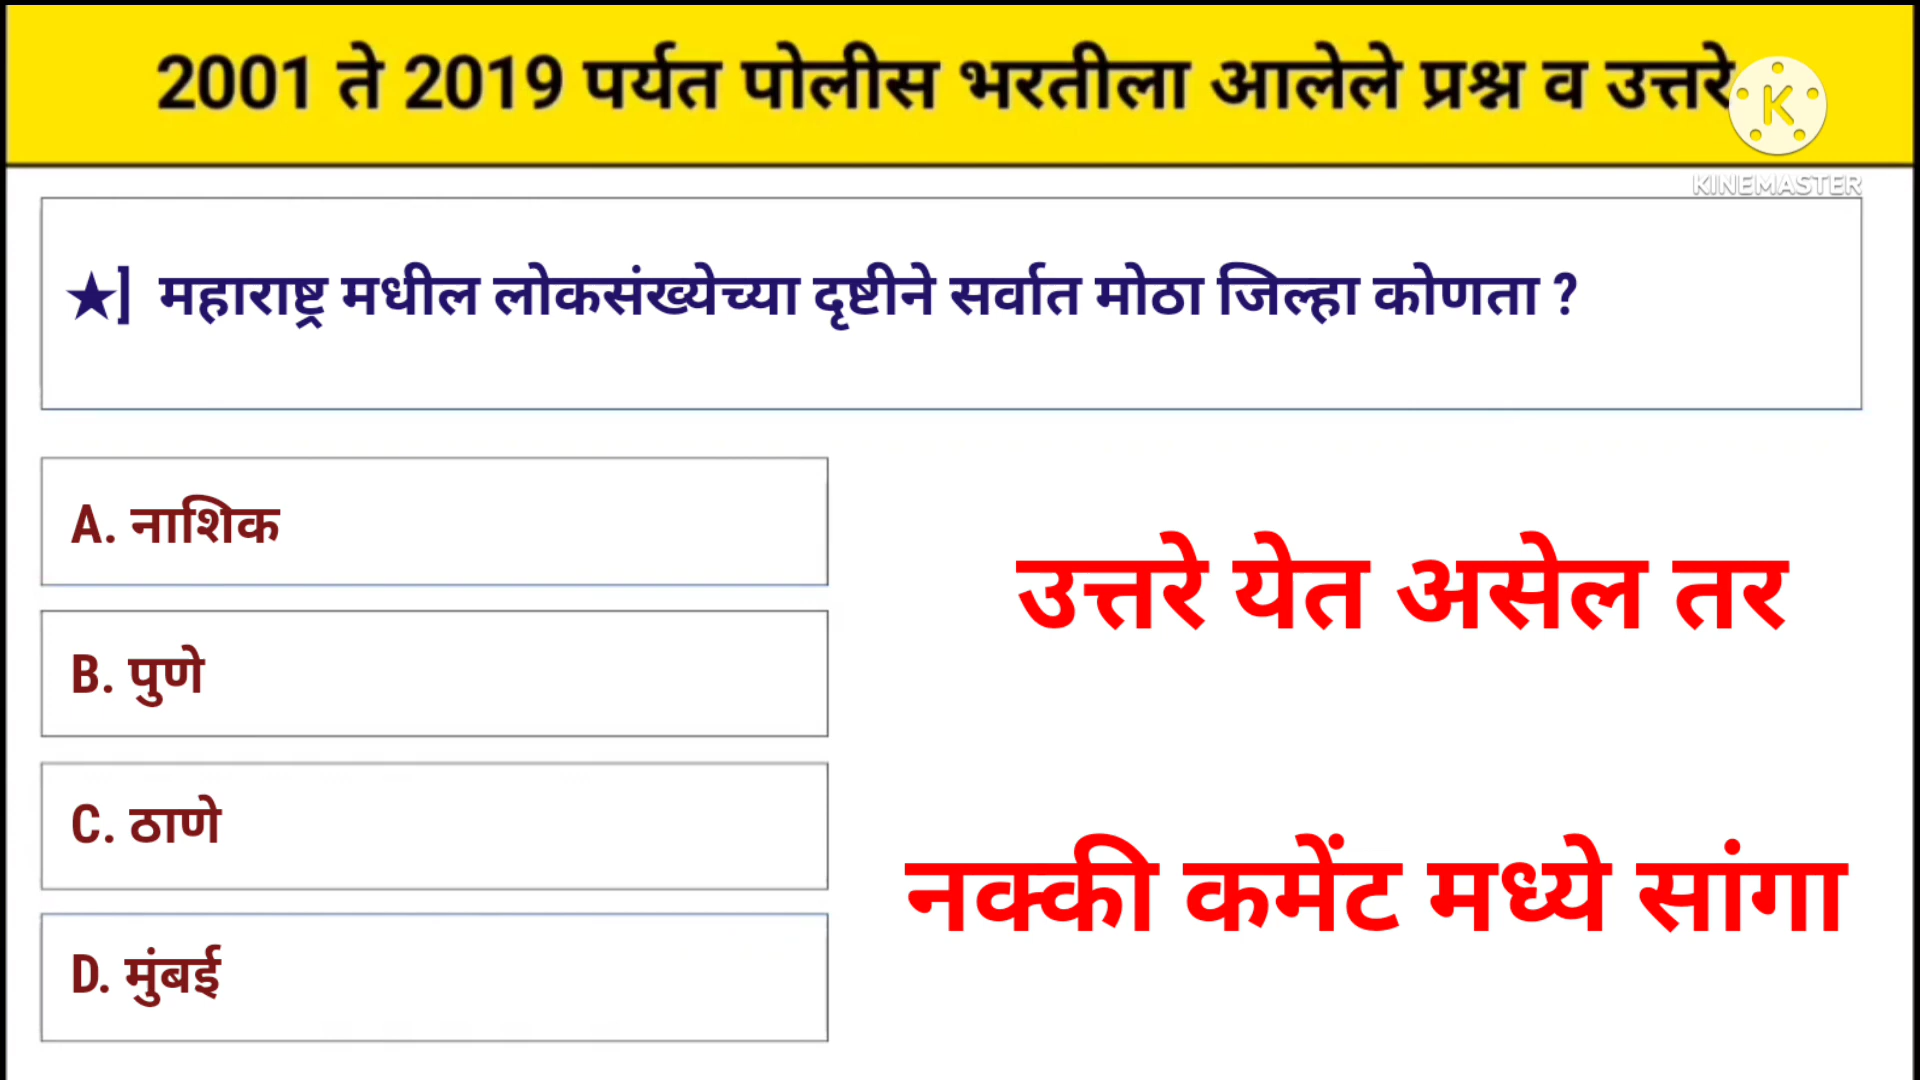 2001 ते 2019 पर्यत पोलीस भरतीला आलेले प्रश्न व उत्तरे
K
KINEMASTER
★] महाराष्ट्र मधील लोकसंख्येच्या दृष्टीने सर्वात मोठा जिल्हा कोणता ?
A. नाशिक
B. पुणे
C. ठाणे
D. मुंबई
उत्तरे येत असेल तर
नक्की कमेंट मध्ये सांगा